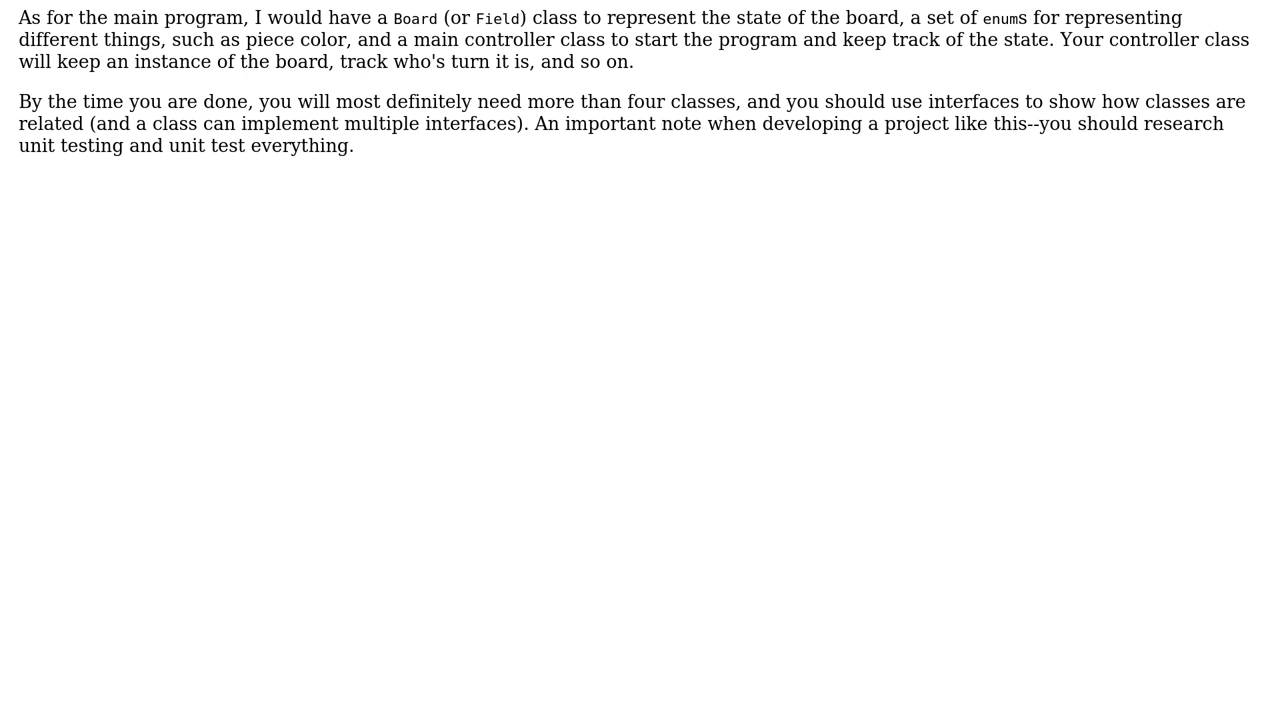 As for the main program, I would have a Board (or Field) class to represent the state of the board, a set of enums for representing
different things, such as piece color, and a main controller class to start the program and keep track of the state. Your controller class
will keep an instance of the board, track who's turn it is, and so on.
By the time you are done, you will most definitely need more than four classes, and you should use interfaces to show how classes are
related (and a class can implement multiple interfaces). An important note when developing a project like this--you should research
unit testing and unit test everything.